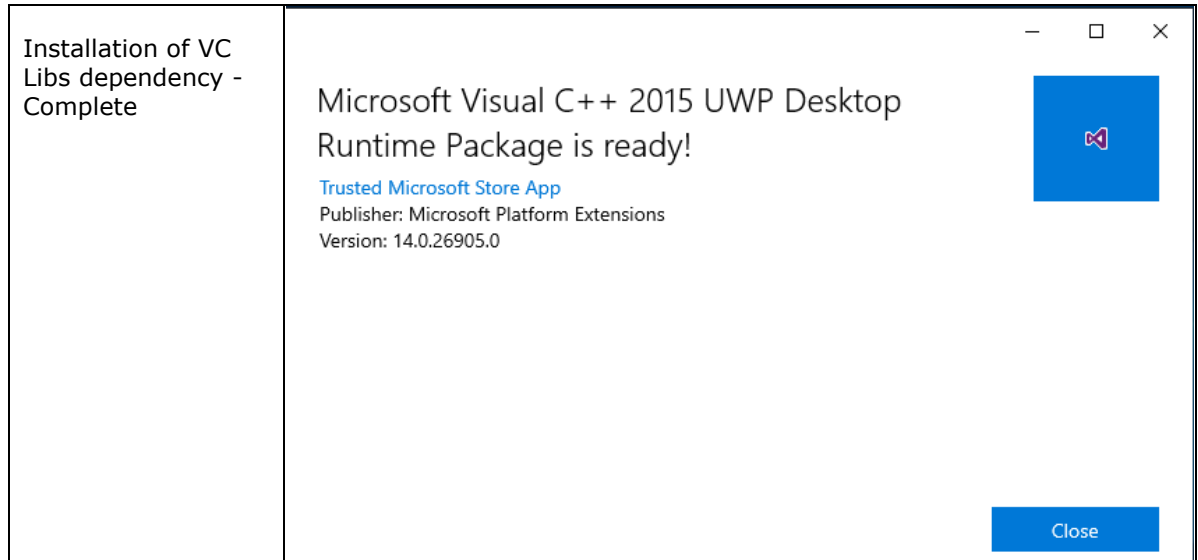 Installation of VC
Libs dependency -
Complete
Microsoft Visual C++ 2015 UWP Desktop
Runtime Package is ready!
Trusted Microsoft Store App
Publisher: Microsoft Platform Extensions
Version: 14.0.26905.0
Close